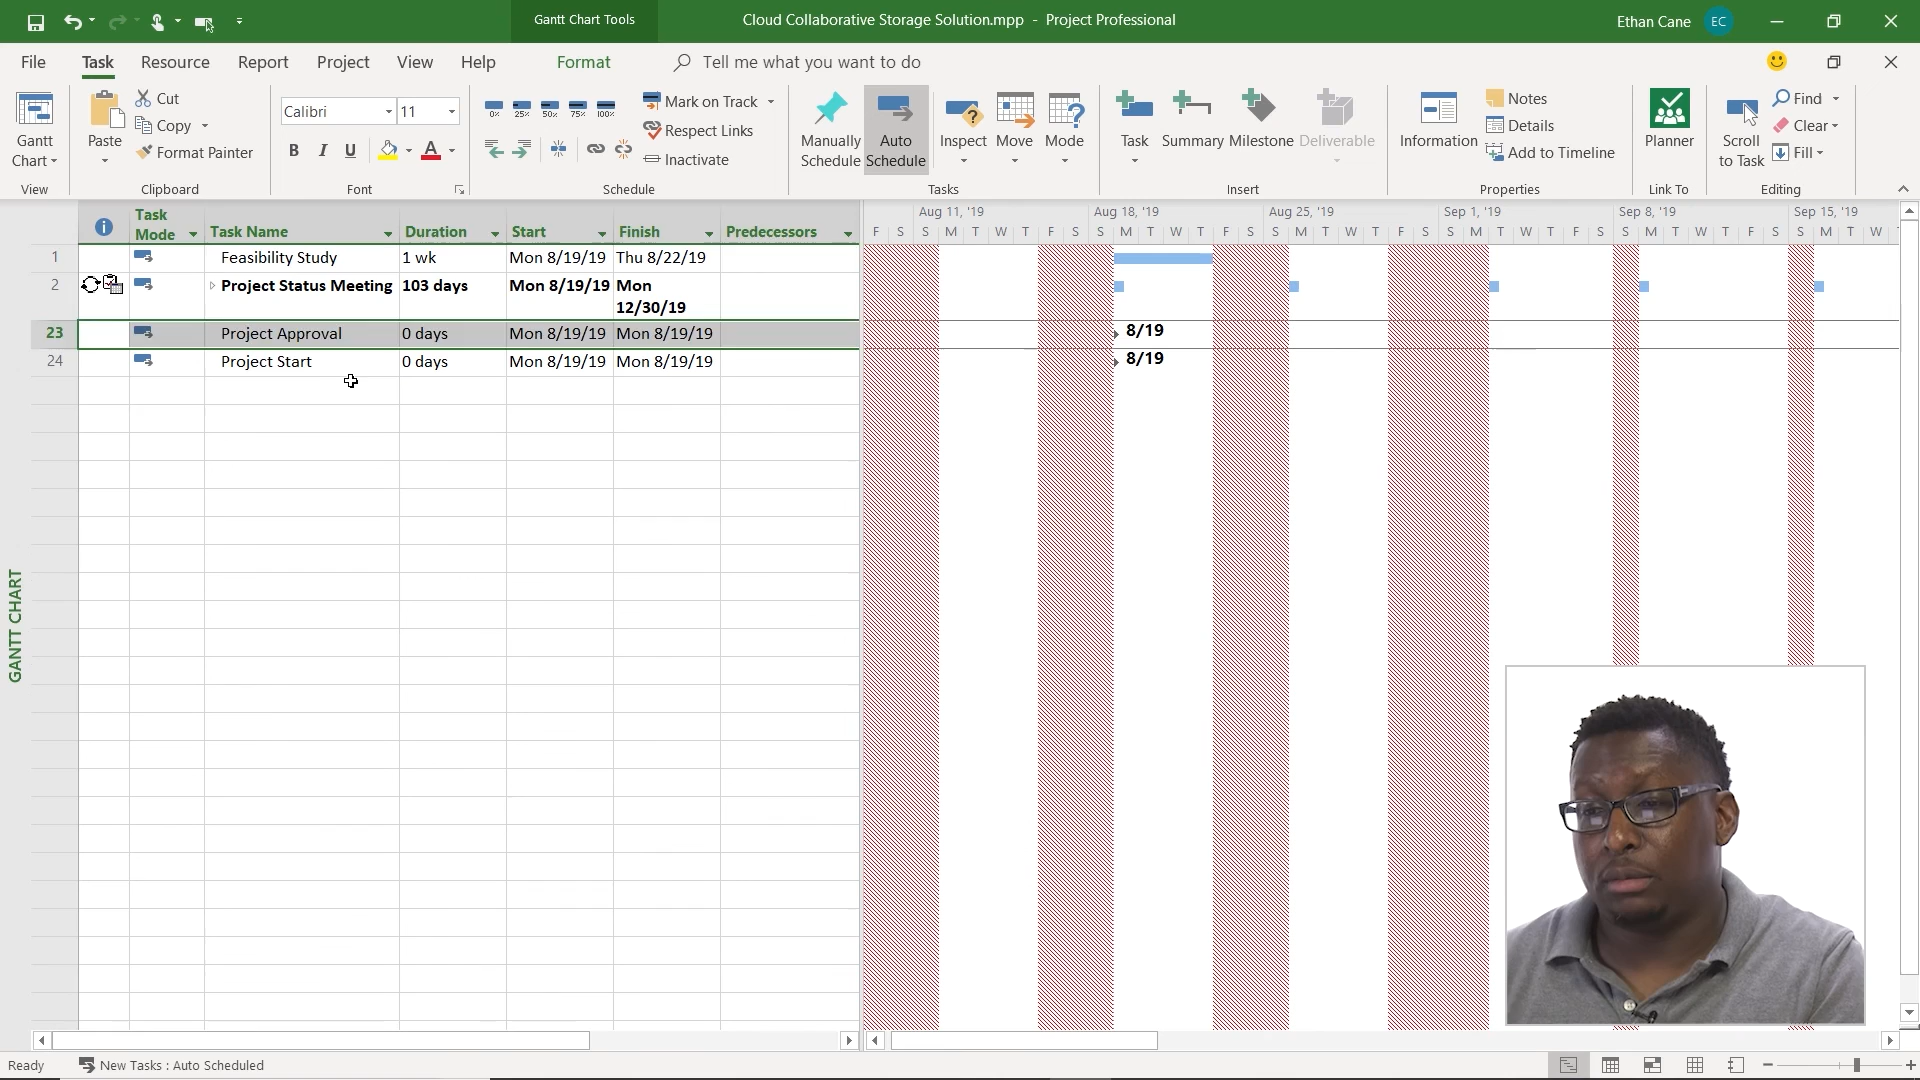 Gantt Chart Tools
Cloud Collaborative Storage Solution.mpp - Project Professional
Ethan Cane
EC
File
Task
Resource
Report
Project
View
Help
Format
Tell me what you want to do
Gantt Chart
View
Paste
Cut
Copy
Format Painter
Clipboard
Calibri
11
B I U
A
Font
0% 25% 50% 75% 100%
Mark on Track
Respect Links
Inactivate
Schedule
Manually Schedule
Auto Schedule
Inspect
Move
Mode
Tasks
Task
Summary
Milestone
Deliverable
Insert
Information
Notes
Details
Add to Timeline
Properties
Planner
Link To
Scroll to Task
Find
Clear
Fill
Editing
Task Mode
Task Name
Duration
Start
Finish
Predecessors
Aug 11, '19
Aug 18, '19
Aug 25, '19
Sep 1, '19
Sep 8, '19
Sep 15, '19
F S S M T W T F S S M T W T F S S M T W T F S S M T W T F S S M T W T F S S M T W
1 Feasibility Study 1 wk Mon 8/19/19 Thu 8/22/19
2 Project Status Meeting 103 days Mon 8/19/19 Mon 12/30/19
23 Project Approval 0 days Mon 8/19/19 Mon 8/19/19
8/19
24 Project Start 0 days Mon 8/19/19 Mon 8/19/19
8/19
GANTT CHART
Ready
New Tasks : Auto Scheduled